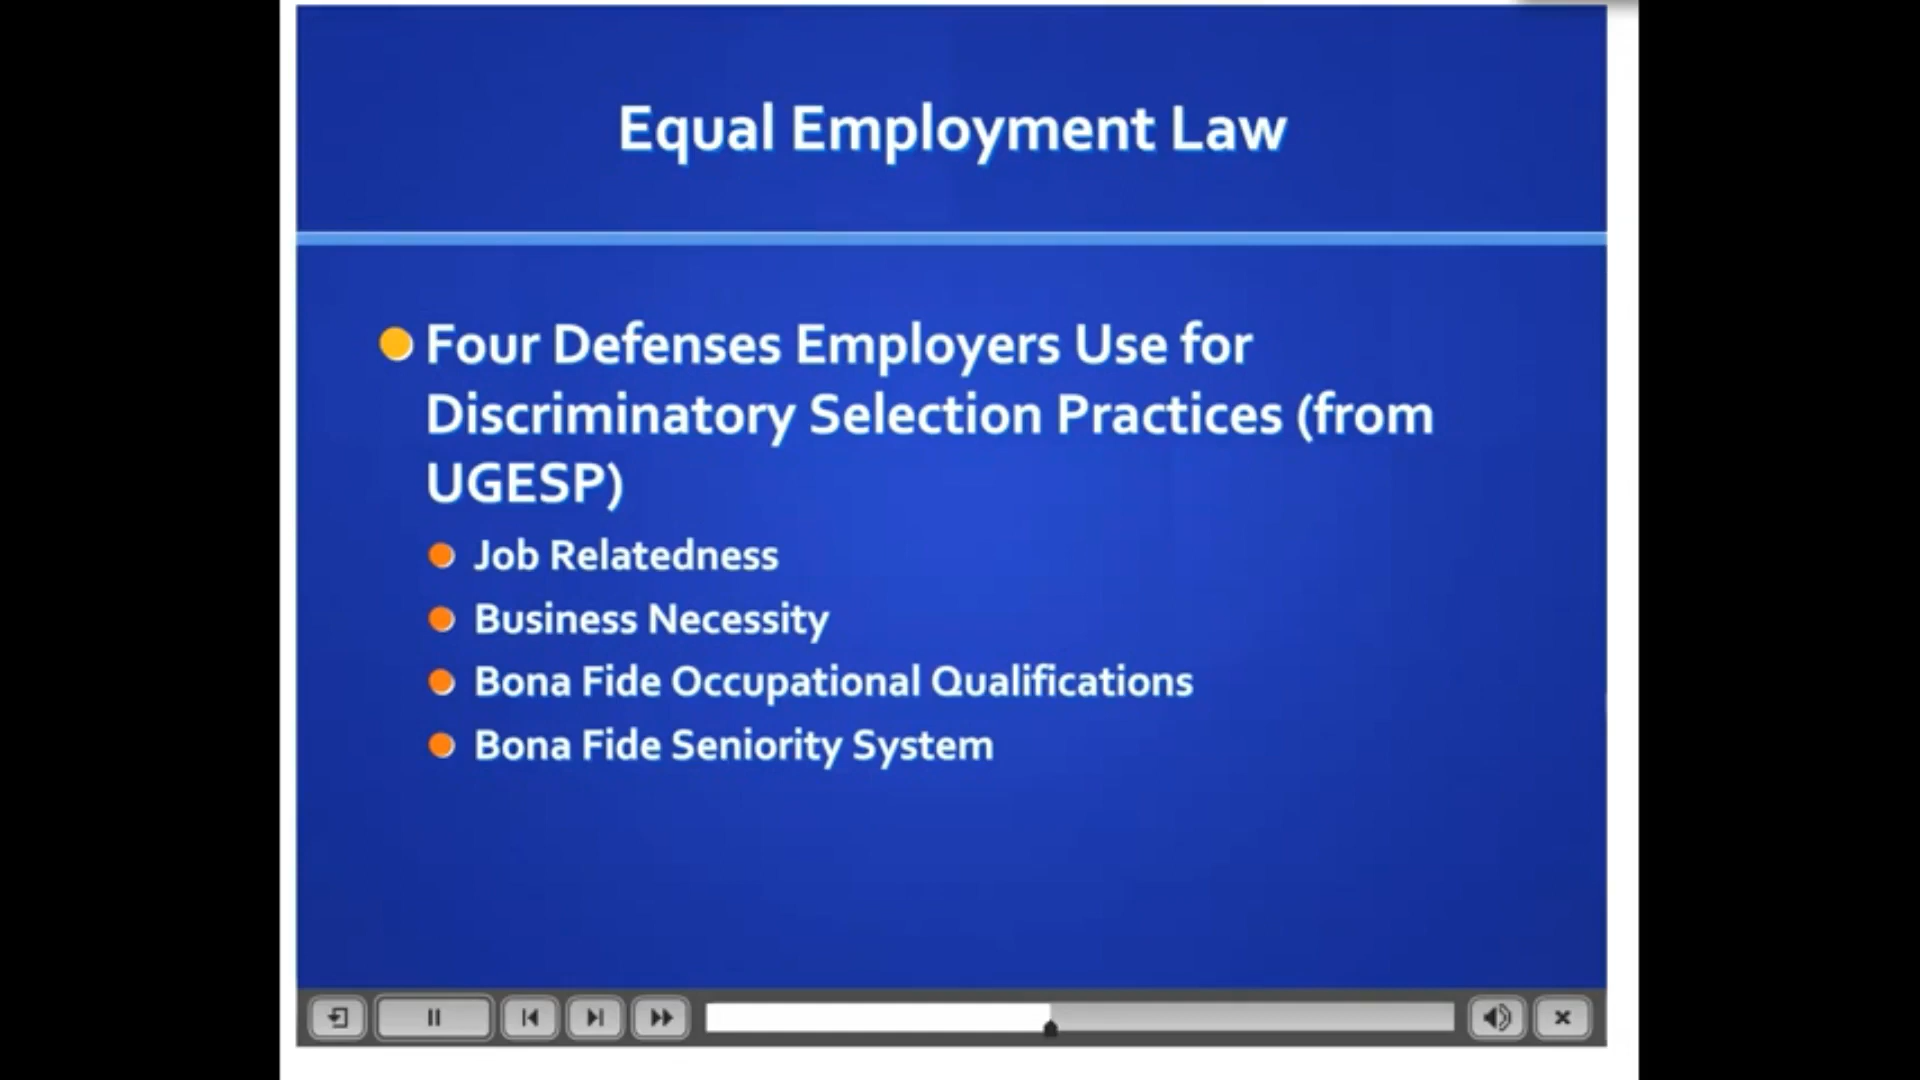 Equal Employment Law
Four Defenses Employers Use for
Discriminatory Selection Practices (from
UGESP)
Job Relatedness
Business Necessity
Bona Fide Occupational Qualifications
Bona Fide Seniority System